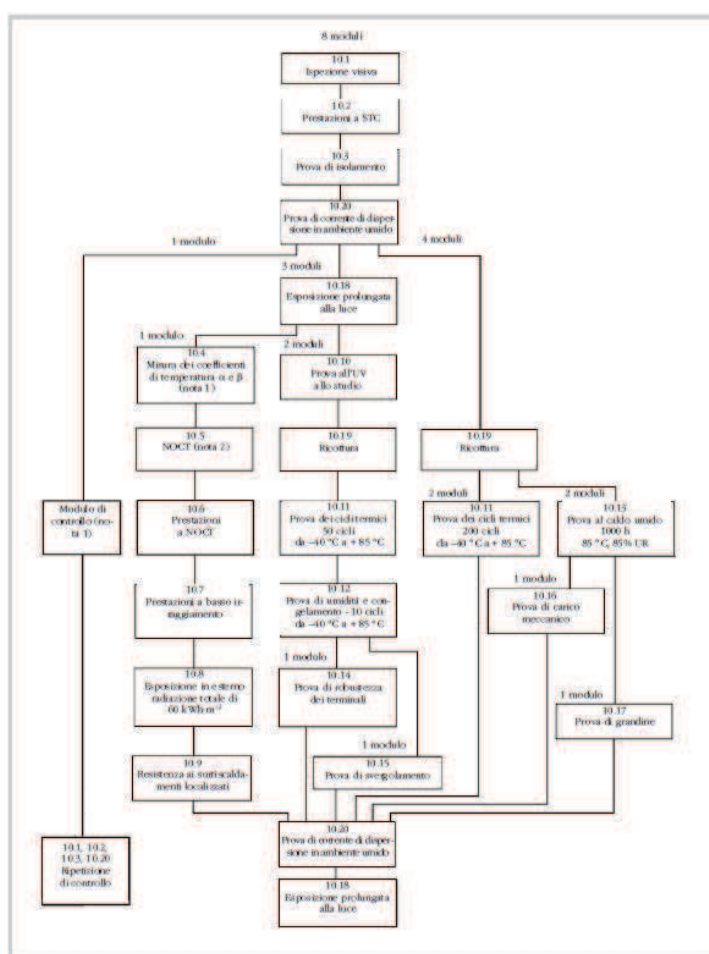 8 moduli
10.1
Ispezione visiva
10.2
Prestazioni a STC
10.3
Prova di isolamento
10.20
Prova di corrente di disper-
sione in ambiente umido
1 modulo
4 moduli
3 moduli
10.18
Esposizione prolungata
alla luce
1 modulo
2 moduli
10.4
Misura dei coefficienti
di temperatura α e β
(nota 1)
10.10
Prova all'UV
allo studio
10.5
NOCT (nota 2)
10.19
Ricottura
10.19
Ricottura
Modulo di
controllo (no-
ta 1)
10.6
Prestazioni
a NOCT
10.11
Prova dei cicli termici
50 cicli
da –40 °C a + 85 °C
2 moduli
10.11
Prova dei cicli termici
200 cicli
da –40 °C a + 85 °C
2 moduli
10.13
Prova al caldo umido
1000 h
85 °C, 85% UR
10.7
Prestazioni a basso ir-
raggiamento
10.12
Prova di umidità e con-
gelamento - 10 cicli
da –40 °C a + 85 °C
1 modulo
10.16
Prova di carico
meccanico
10.8
Esposizione in esterno
radiazione totale di
60 kWh·m⁻²
1 modulo
10.14
Prova di robustezza
dei terminali
1 modulo
10.17
Prova di grandine
10.9
Resistenza ai surriscalda-
menti localizzati
1 modulo
10.15
Prova di svergolamento
10.20
Prova di corrente di disper-
sione in ambiente umido
10.1, 10.2,
10.3, 10.20
Ripetizione
di controllo
10.18
Esposizione prolungata
alla luce